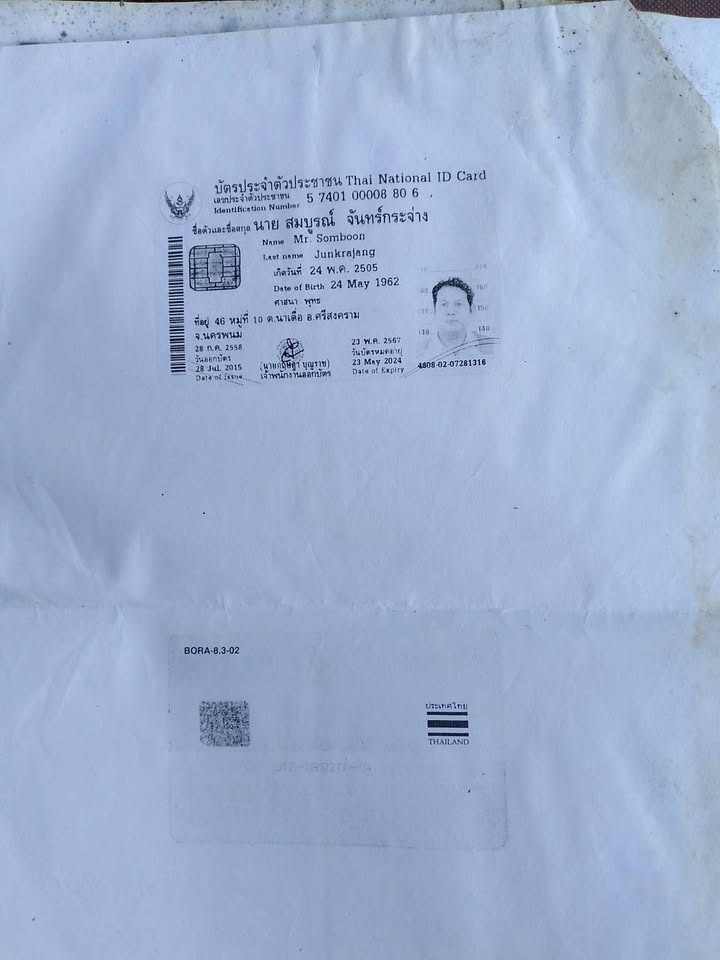 บัตรประจำตัวประชาชน Thai National ID Card
เลขประจำตัวประชาชน
Identification Number 5 7401 00008 80 6
ชื่อตัวและชื่อสกุล นาย สมบูรณ์ จันทร์กระจ่าง
Name Mr. Somboon
Last name Junkrajang
เกิดวันที่ 24 พ.ค. 2505
Date of Birth 24 May 1962
ศาสนา พุทธ
ที่อยู่ 46 หมู่ที่ 10 ต.นาเดื่อ อ.ศรีสงคราม
จ.นครพนม
28 ก.ค. 2558
วันออกบัตร
28 Jul. 2015
Date of Issue
เจ้าพนักงานออกบัตร
23 พ.ค. 2567
วันบัตรหมดอายุ
23 May 2024
Date of Expiry
160
150
140 140
4808-02-07281316
BORA-8.3-02
ประเทศไทย
THAILAND